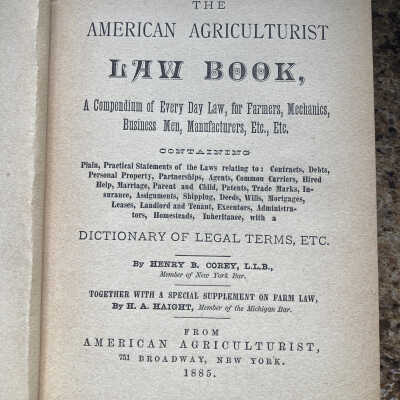 THE
AMERICAN AGRICULTURIST
LAW BOOK,
A Compendium of Every Day Law, for Farmers, Mechanics,
Business Men, Manufacturers, Etc., Etc.
CONTAINING
Plain, Practical Statements of the Laws relating to: Contracts, Debts,
Personal Property, Partnerships, Agents, Common Carriers, Hired
Help, Marriage, Parent and Child, Patents, Trade Marks, In-
surance, Assignments, Shipping, Deeds, Wills, Mortgages,
Leases, Landlord and Tenant, Executors, Administra-
tors, Homesteads, Inheritance, with a
DICTIONARY OF LEGAL TERMS, ETC.
By HENRY B. COREY, L.L.B.,
Member of New York Bar.
TOGETHER WITH A SPECIAL SUPPLEMENT ON FARM LAW,
By H. A. HAIGHT, Member of the Michigan Bar.
FROM
AMERICAN AGRICULTURIST,
751 BROADWAY, NEW YORK.
1885.